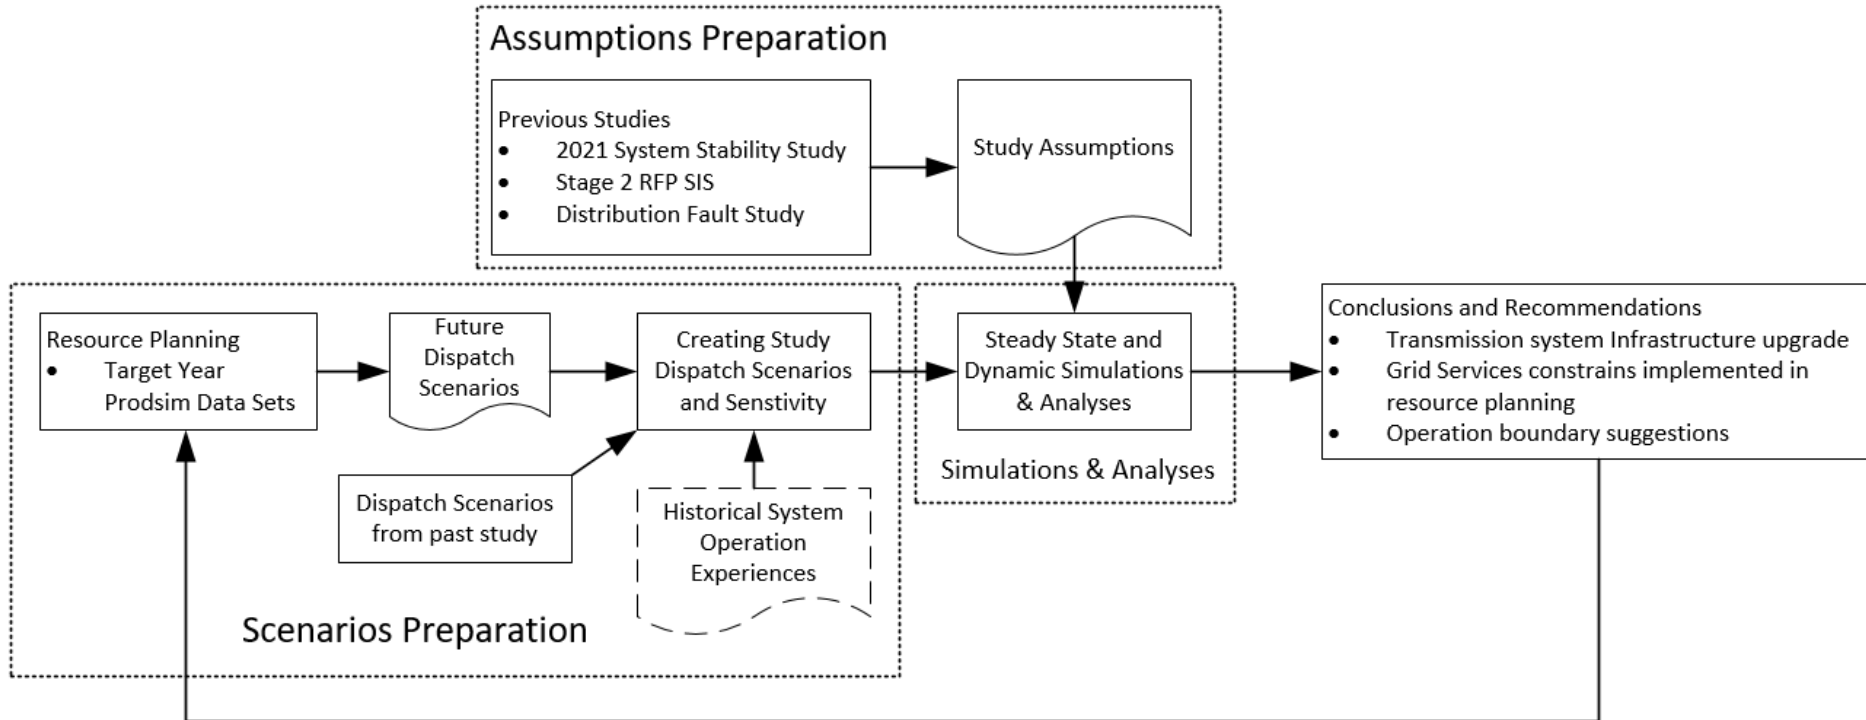 Assumptions Preparation
Previous Studies
• 2021 System Stability Study
• Stage 2 RFP SIS
• Distribution Fault Study
Study Assumptions
Resource Planning
• Target Year
Prodsim Data Sets
Future
Dispatch
Scenarios
Creating Study
Dispatch Scenarios
and Senstivity
Dispatch Scenarios
from past study
Historical System
Operation
Experiences
Scenarios Preparation
Steady State and
Dynamic Simulations
& Analyses
Simulations & Analyses
Conclusions and Recommendations
• Transmission system Infrastructure upgrade
• Grid Services constrains implemented in
resource planning
• Operation boundary suggestions